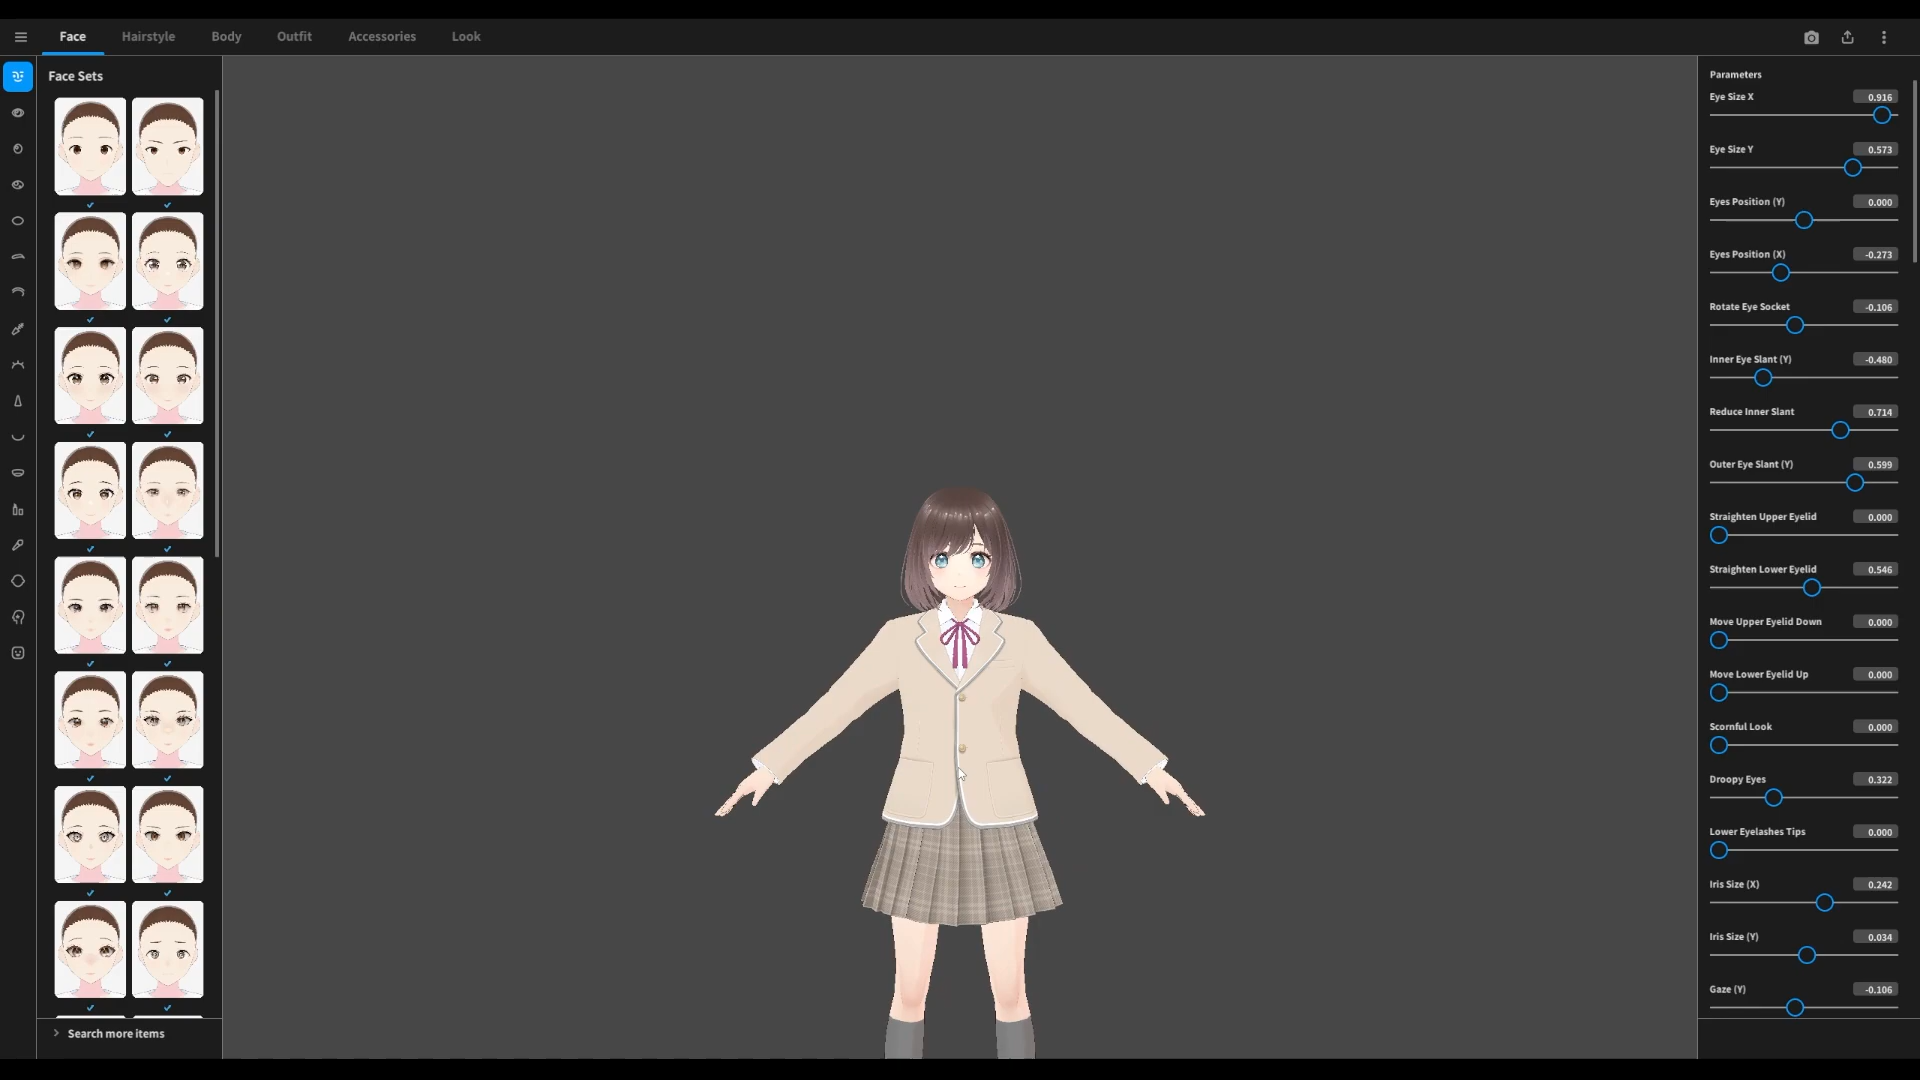 Face Hairstyle Body Outfit Accessories Look
Face Sets
Search more items
Parameters
Eye Size X 0.916
Eye Size Y 0.573
Eyes Position (Y) 0.000
Eyes Position (X) -0.273
Rotate Eye Socket -0.106
Inner Eye Slant (Y) -0.480
Reduce Inner Slant 0.714
Outer Eye Slant (Y) 0.599
Straighten Upper Eyelid 0.000
Straighten Lower Eyelid 0.546
Move Upper Eyelid Down 0.000
Move Lower Eyelid Up 0.000
Scornful Look 0.000
Droopy Eyes 0.322
Lower Eyelashes Tips 0.000
Iris Size (X) 0.242
Iris Size (Y) 0.034
Gaze (Y) -0.106